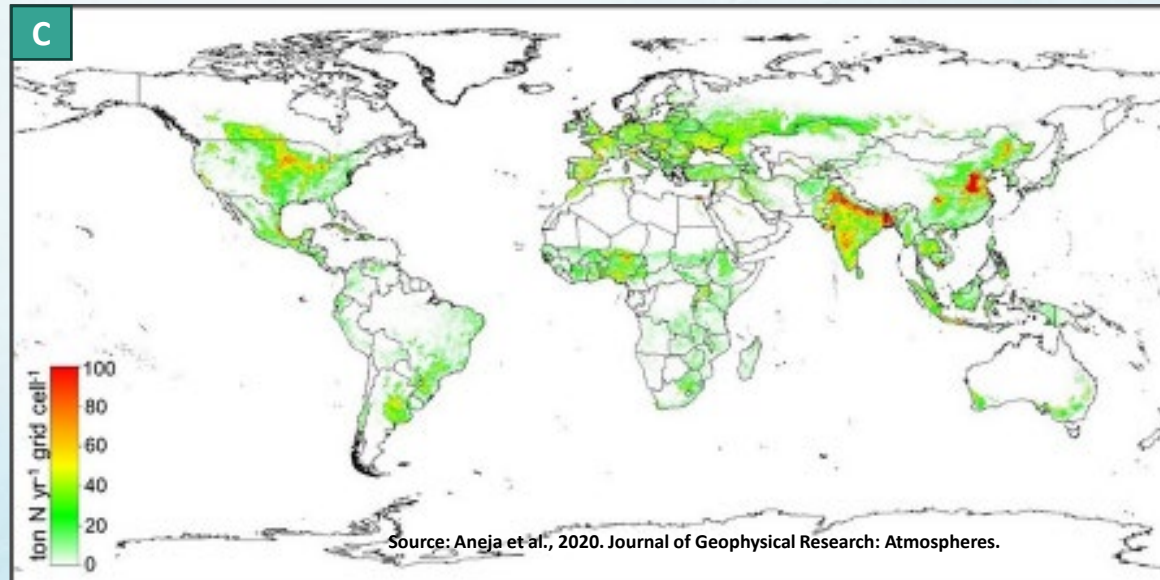 C
100
80
60
40
20
0
ton N yr⁻¹ grid cell⁻¹
Source: Aneja et al., 2020. Journal of Geophysical Research: Atmospheres.